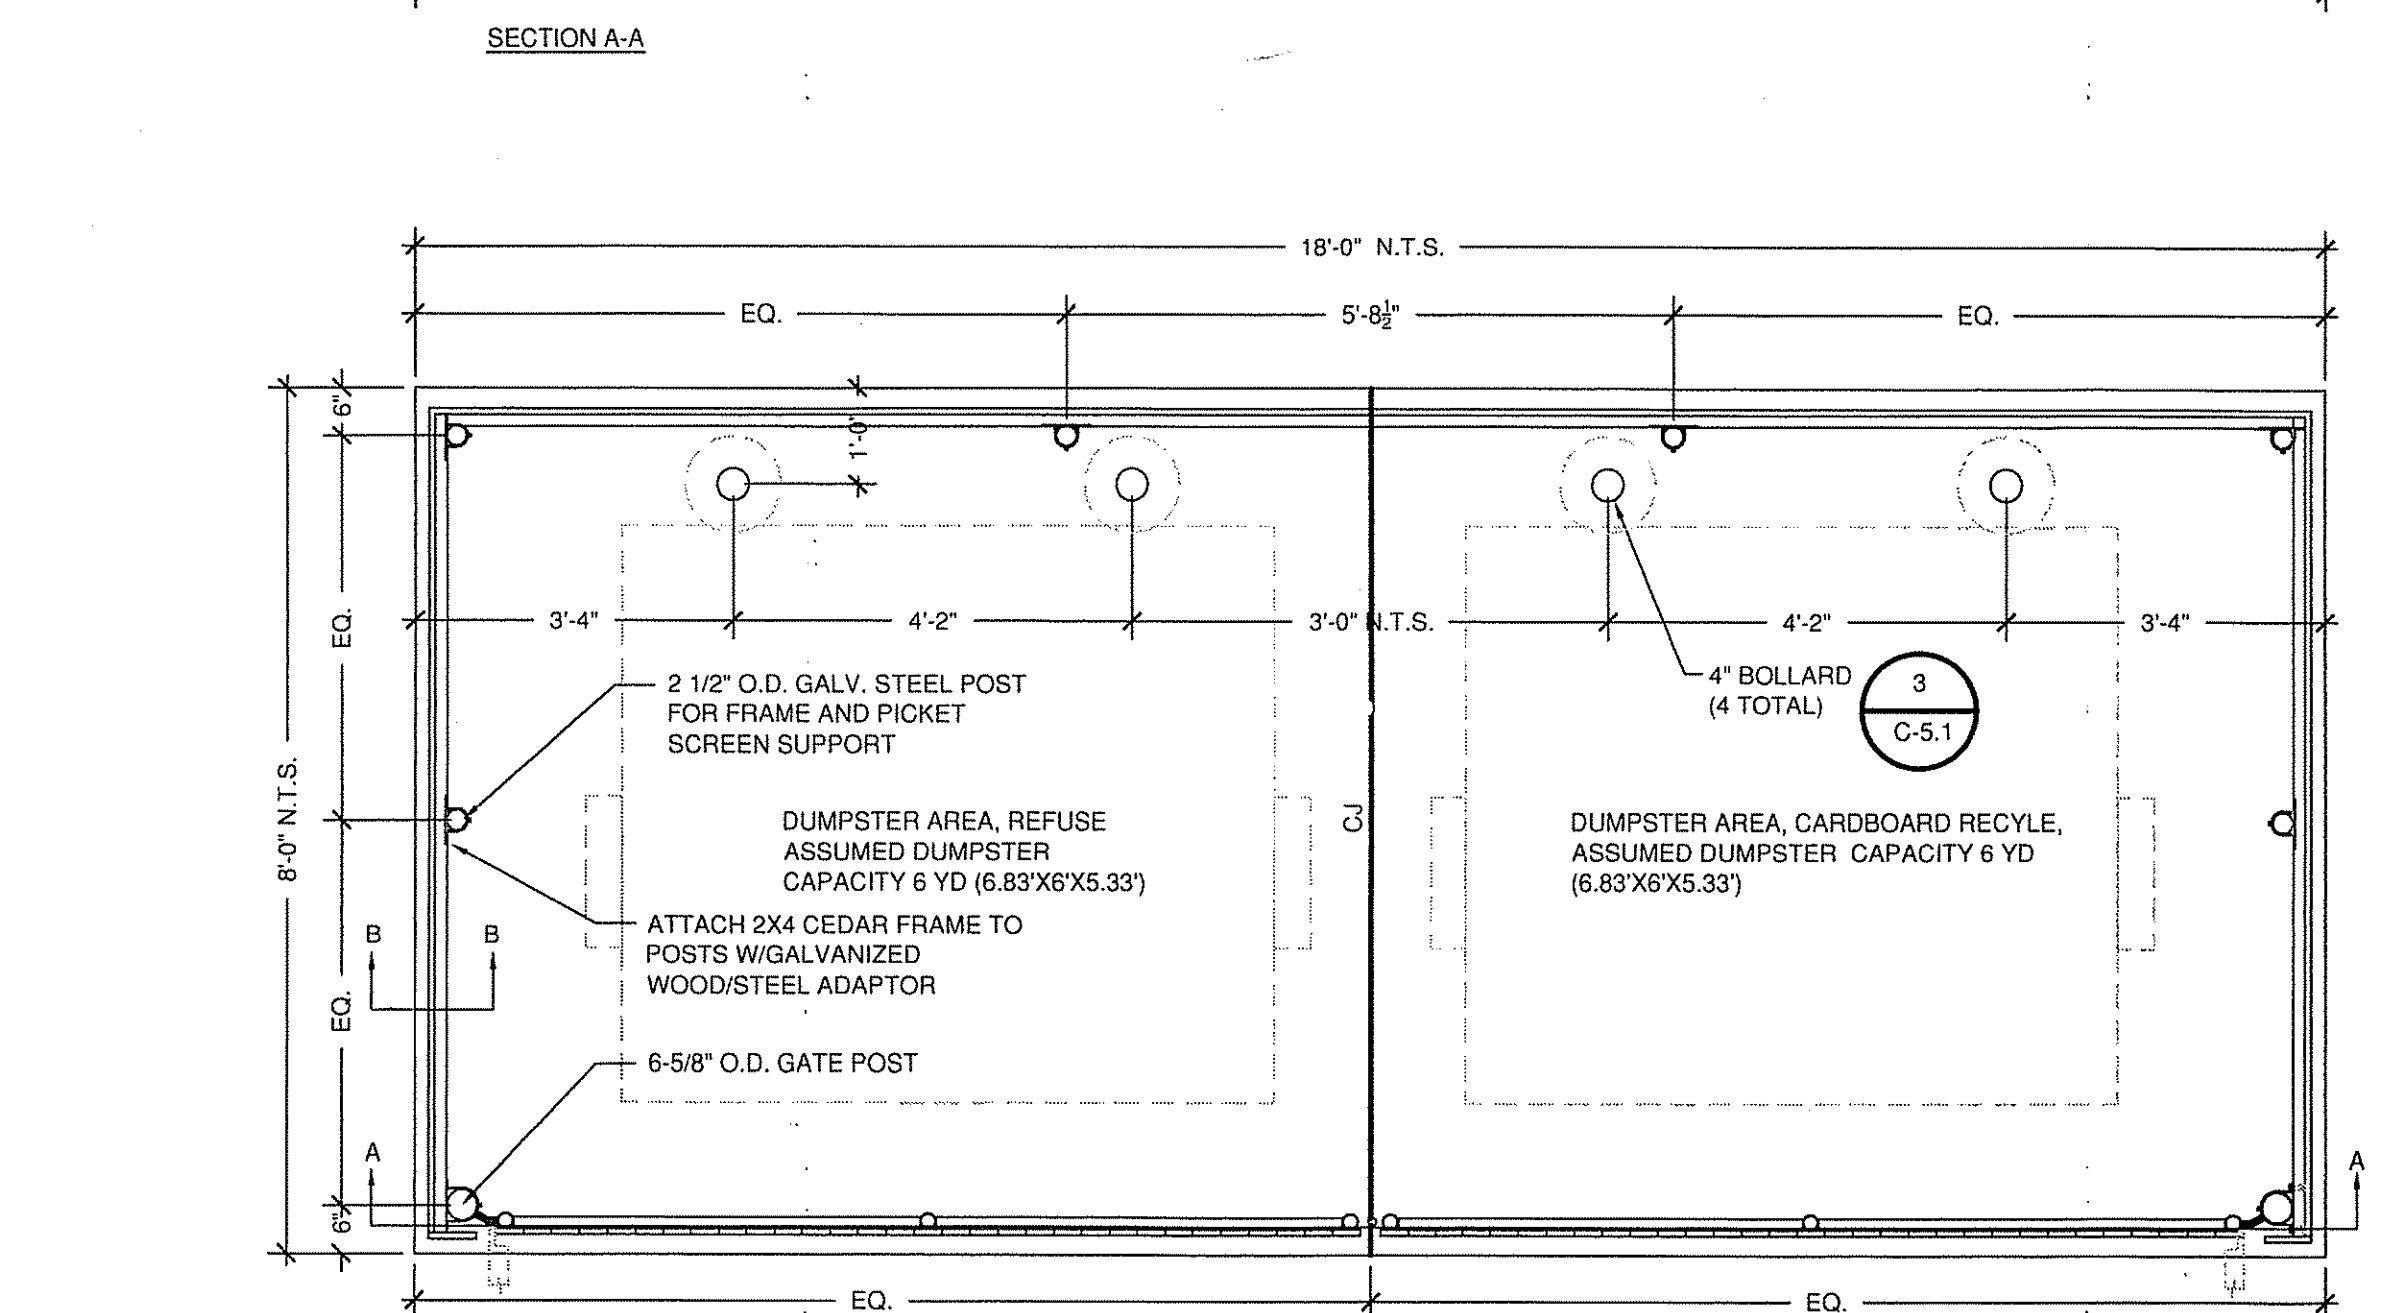 SECTION A-A
18'-0" N.T.S.
EQ.
5'-8½"
EQ.
6"
1'-0"
EQ.
3'-4"
4'-2"
3'-0" N.T.S.
4'-2"
3'-4"
2 1/2" O.D. GALV. STEEL POST
FOR FRAME AND PICKET
SCREEN SUPPORT
4" BOLLARD
(4 TOTAL)
3
C-5.1
8'-0" N.T.S.
DUMPSTER AREA, REFUSE
ASSUMED DUMPSTER
CAPACITY 6 YD (6.83'X6'X5.33')
CJ
DUMPSTER AREA, CARDBOARD RECYLE,
ASSUMED DUMPSTER CAPACITY 6 YD
(6.83'X6'X5.33')
ATTACH 2X4 CEDAR FRAME TO
POSTS W/GALVANIZED
WOOD/STEEL ADAPTOR
B
B
EQ.
6-5/8" O.D. GATE POST
A
A
6"
EQ.
EQ.